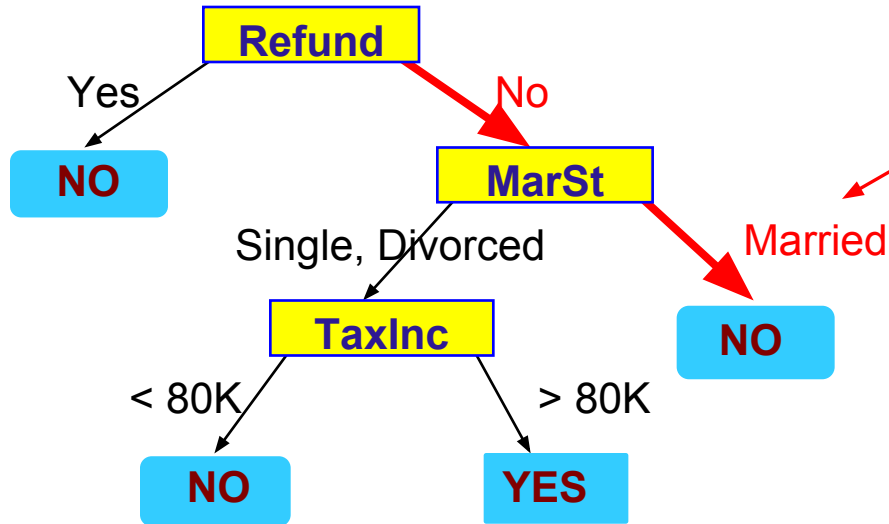 Refund
Yes
No
NO
MarSt
Single, Divorced
Married
TaxInc
NO
< 80K
> 80K
NO
YES